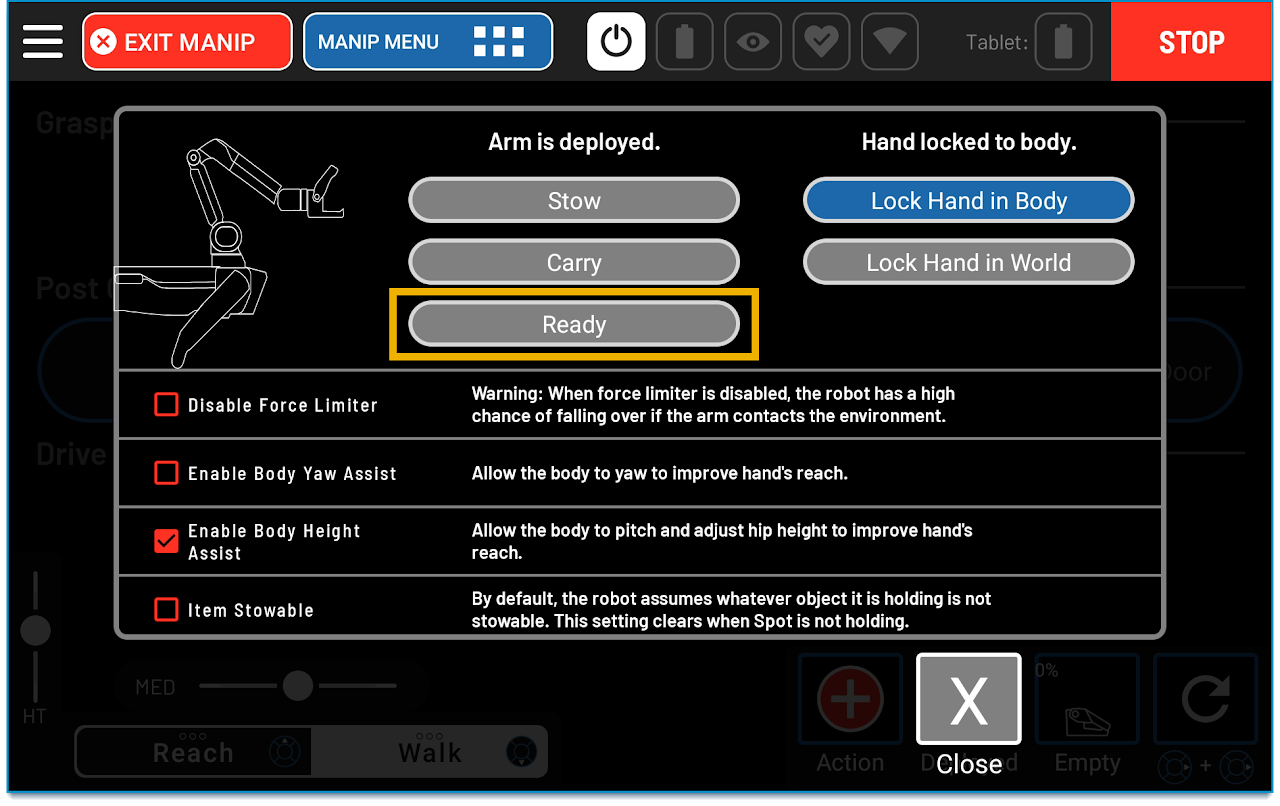 EXIT MANIP
MANIP MENU
Tablet:
STOP
Grasp
Arm is deployed.
Hand locked to body.
Stow
Lock Hand in Body
Carry
Lock Hand in World
Post
Ready
Door
Disable Force Limiter
Warning: When force limiter is disabled, the robot has a high
chance of falling over if the arm contacts the environment.
Drive
Enable Body Yaw Assist
Allow the body to yaw to improve hand's reach.
Enable Body Height
Assist
Allow the body to pitch and adjust hip height to improve hand's
reach.
Item Stowable
By default, the robot assumes whatever object it is holding is not
stowable. This setting clears when Spot is not holding.
MED
HT
0%
X
Reach
Walk
Action
Close
Empty
+